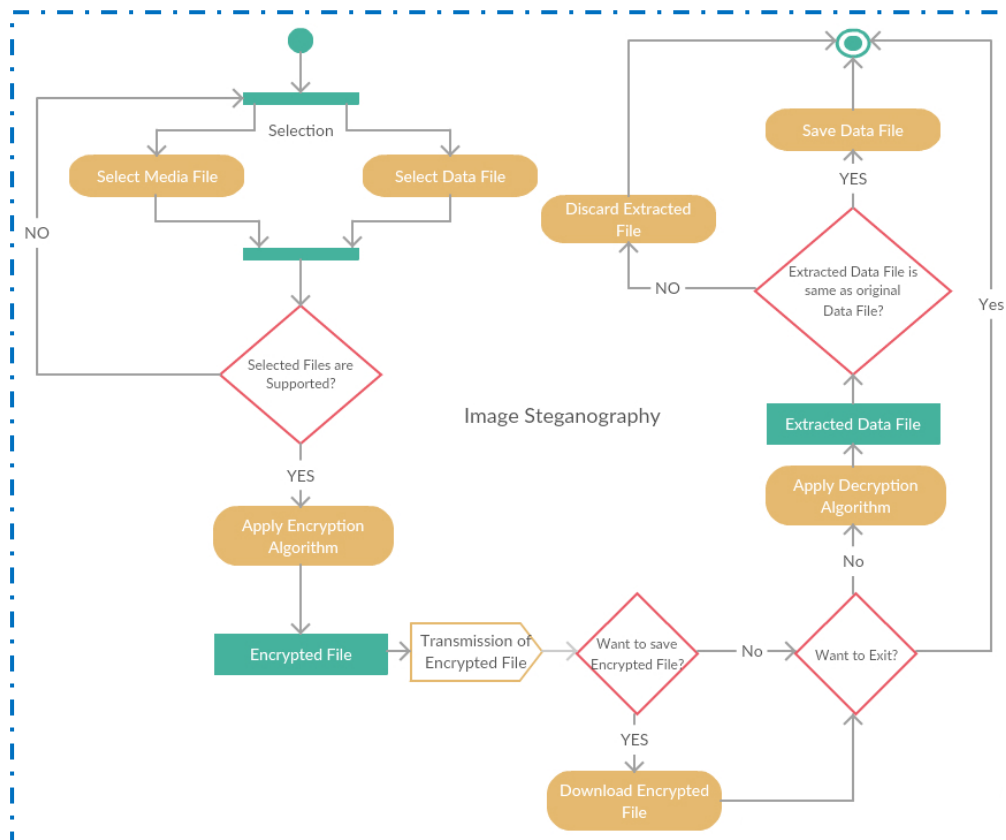 Selection
Select Media File
Select Data File
NO
Selected Files are
Supported?
YES
Apply Encryption
Algorithm
Encrypted File
Transmission of
Encrypted File
Want to save
Encrypted File?
No
YES
Download Encrypted
File
Want to Exit?
Yes
No
Apply Decryption
Algorithm
Extracted Data File
Extracted Data File is
same as original
Data File?
NO
Discard Extracted
File
YES
Save Data File
Image Steganography